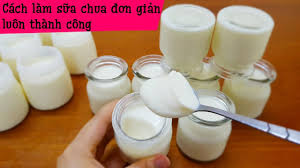 Cách làm sữa chua đơn giản
luôn thành công